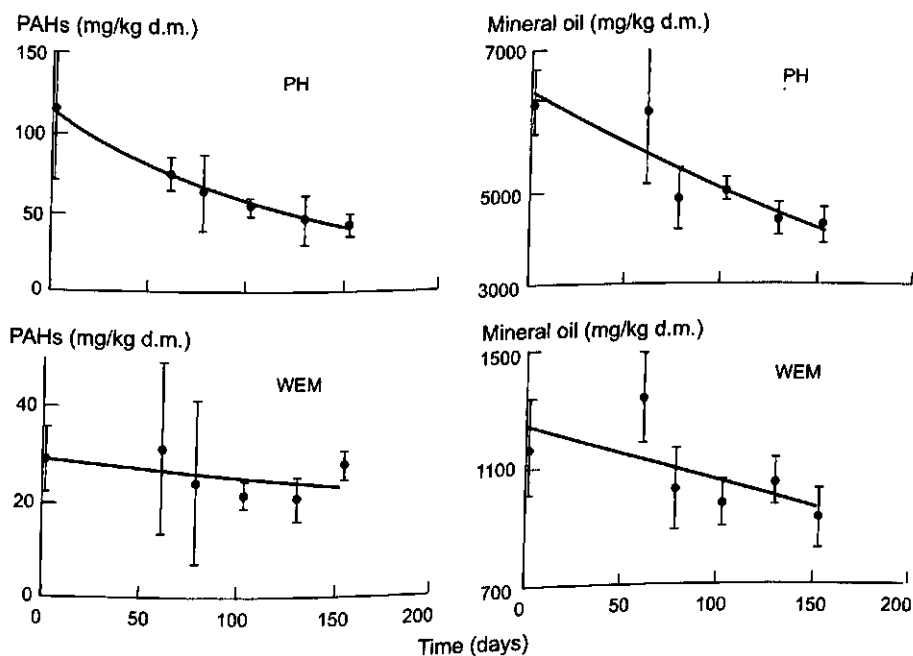 PAHs (mg/kg d.m.)
150
100
50
0
PH
Mineral oil (mg/kg d.m.)
7000
5000
3000
PH
PAHs (mg/kg d.m.)
40
20
0
WEM
0 50 100 150 200
Mineral oil (mg/kg d.m.)
1500
1100
700
WEM
0 50 100 150 200
Time (days)